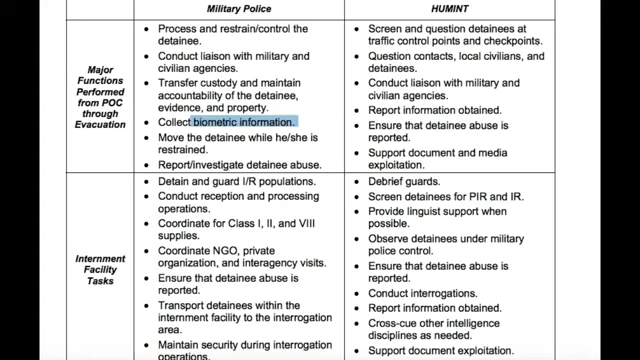 Military Police
HUMINT
Major
Functions
Performed
from POC
through
Evacuation
• Process and restrain/control the
detainee.
• Conduct liaison with military and
civilian agencies.
• Transfer custody and maintain
accountability of the detainee,
evidence, and property.
• Collect biometric information.
• Move the detainee while he/she is
restrained.
• Report/investigate detainee abuse.
• Screen and question detainees at
traffic control points and checkpoints.
• Question contacts, local civilians, and
detainees.
• Conduct liaison with military and
civilian agencies.
• Report information obtained.
• Ensure that detainee abuse is
reported.
• Support document and media
exploitation.
Internment
Facility
Tasks
• Detain and guard I/R populations.
• Conduct reception and processing
operations.
• Coordinate for Class I, II, and VIII
supplies.
• Coordinate NGO, private
organization, and interagency visits.
• Ensure that detainee abuse is
reported.
• Transport detainees within the
internment facility to the interrogation
area.
• Maintain security during interrogation
operations.
• Debrief guards.
• Screen detainees for PIR and IR.
• Provide linguist support when
possible.
• Observe detainees under military
police control.
• Ensure that detainee abuse is
reported.
• Conduct interrogations.
• Report information obtained.
• Cross-cue other intelligence
disciplines as needed.
• Support document exploitation.